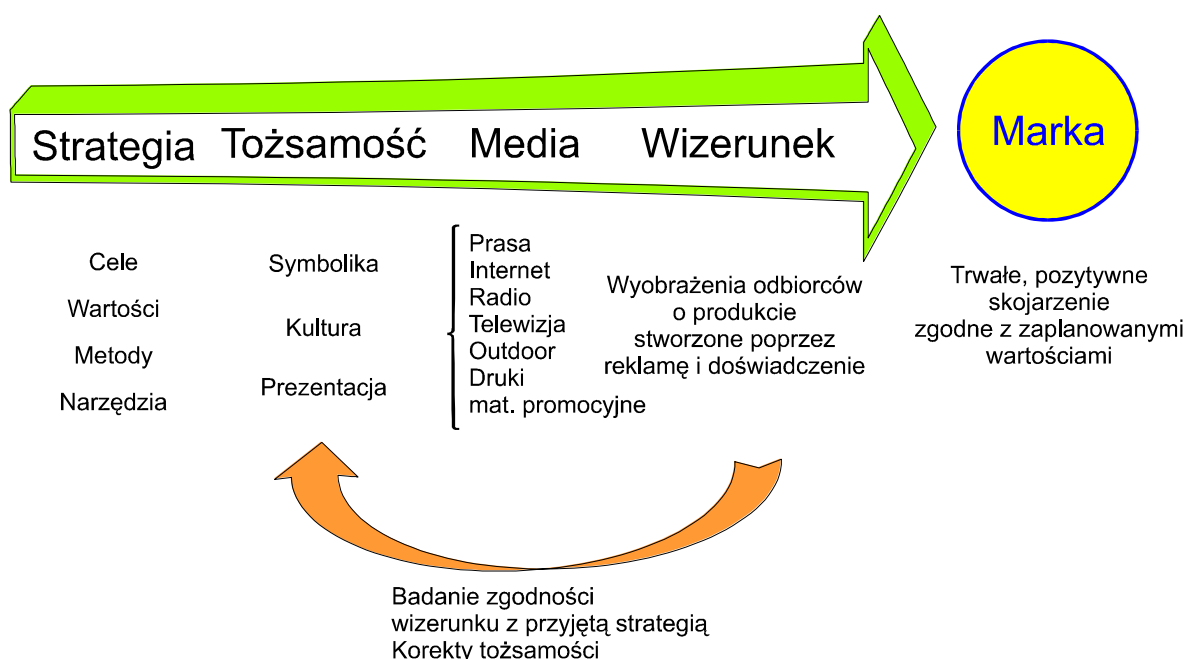 Strategia Tożsamość Media Wizerunek
Marka
Cele
Wartości
Metody
Narzędzia
Symbolika
Kultura
Prezentacja
Prasa
Internet
Radio
Telewizja
Outdoor
Druki
mat. promocyjne
Wyobrażenia odbiorców
o produkcie
stworzone poprzez
reklamę i doświadczenie
Trwałe, pozytywne
skojarzenie
zgodne z zaplanowanymi
wartościami
Badanie zgodności
wizerunku z przyjętą strategią
Korekty tożsamości